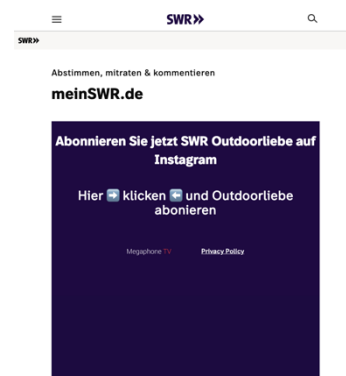 SWR»
SWR»
Abstimmen, mitraten & kommentieren
meinSWR.de
Abonnieren Sie jetzt SWR Outdoorliebe auf
Instagram
Hier ➡️ klicken ⬅️ und Outdoorliebe
abonieren
Megaphone TV Privacy Policy